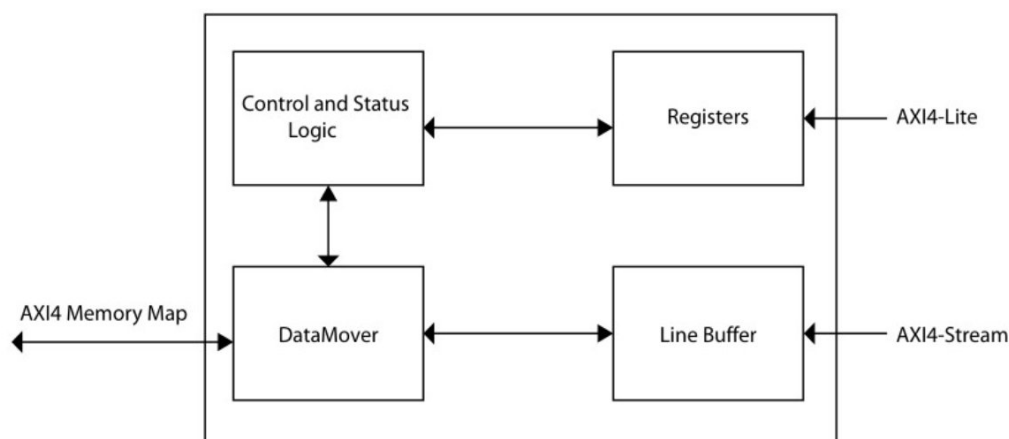 Control and Status
Logic
Registers
AXI4-Lite
AXI4 Memory Map
DataMover
Line Buffer
AXI4-Stream